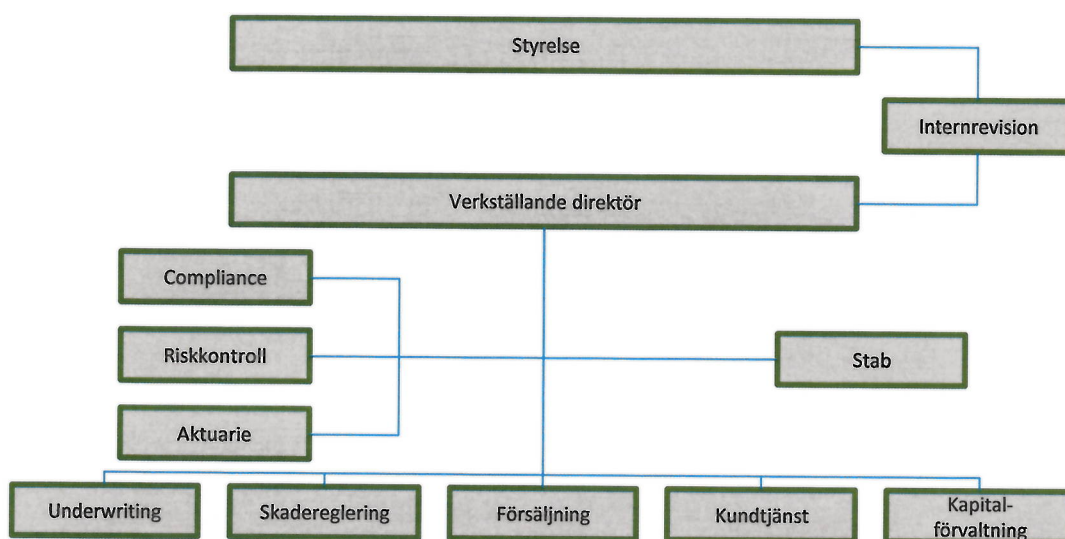 Styrelse
Internrevision
Verkställande direktör
Compliance
Riskkontroll
Stab
Aktuarie
Underwriting
Skadereglering
Försäljning
Kundtjänst
Kapital-
förvaltning